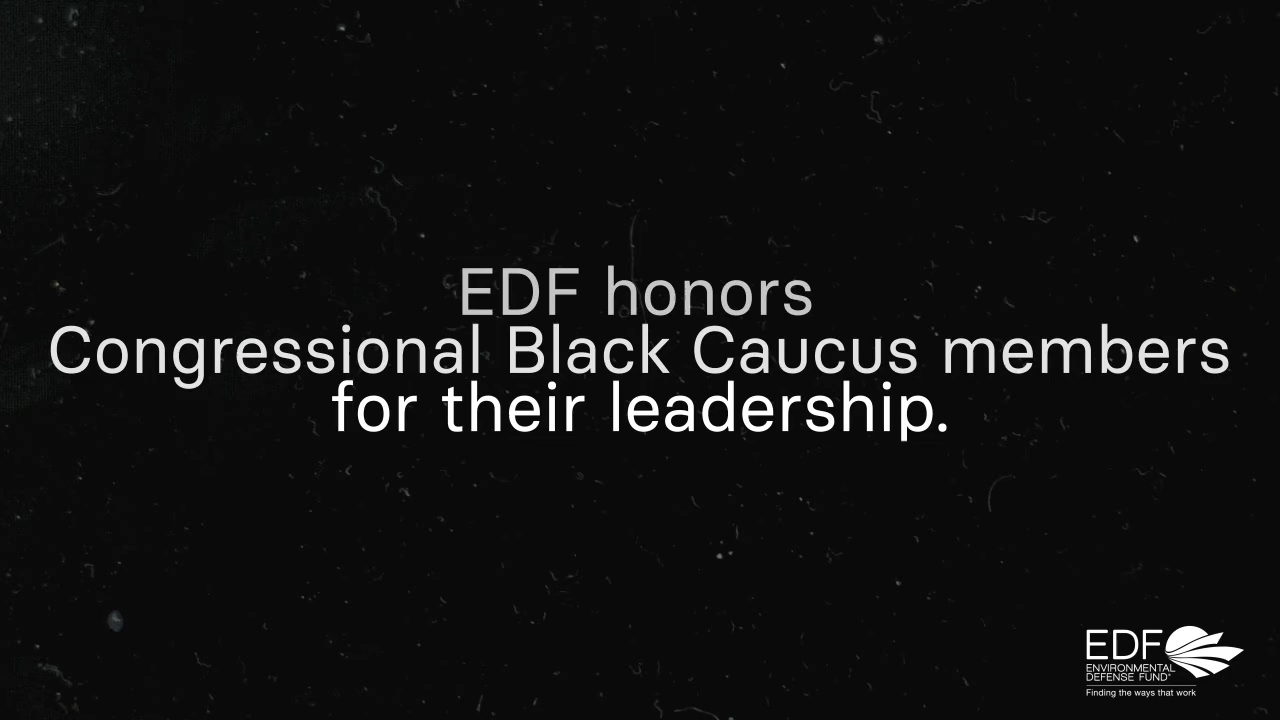 EDF honors
Congressional Black Caucus members
for their leadership.
EDF
ENVIRONMENTAL
DEFENSE FUND®
Finding the ways that work